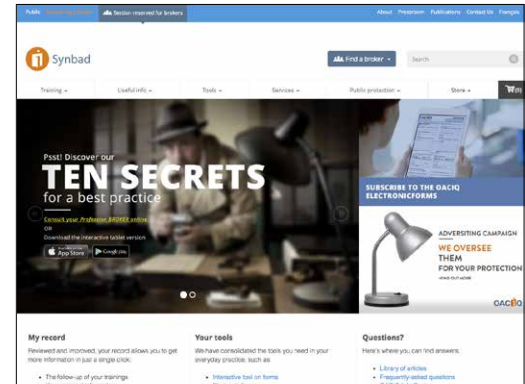 Public
Session reserved for brokers
About Pressroom Publications Contact Us Français
Synbad
Find a broker
Search
Training
Useful info
Tools
Services
Public protection
Store
Psst! Discover our
TEN SECRETS
for a best practice
Consult your Profession BROKER online
OR
Download the interactive tablet version
App Store
Google play
SUBSCRIBE TO THE OACIQ
ELECTRONICFORMS
ADVERSITING CAMPAIGN
WE OVERSEE
THEM
FOR YOUR PROTECTION
OACIQ
My record
Reviewed and improved, your record allows you to get
more information in just a single click:
The follow-up of your trainings
Your tools
We have consolidated the tools you need in your
everyday practice, such as
Interactive tool on forms
Questions?
Here's where you can find answers.
Library of articles
Frequently-asked questions